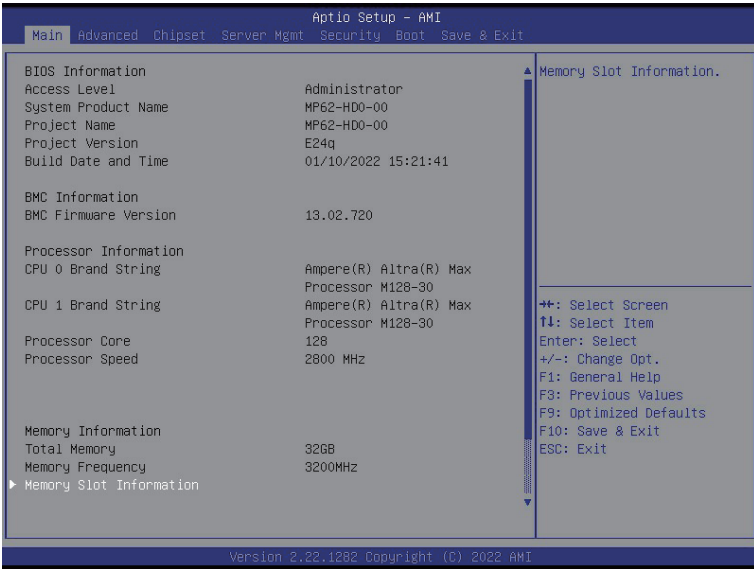 Aptio Setup - AMI
Main Advanced Chipset Server Mgmt Security Boot Save & Exit
BIOS Information
Access Level Administrator
System Product Name MP62-HD0-00
Project Name MP62-HD0-00
Project Version E24q
Build Date and Time 01/10/2022 15:21:41
BMC Information
BMC Firmware Version 13.02.720
Processor Information
CPU 0 Brand String Ampere(R) Altra(R) Max
Processor M128-30
CPU 1 Brand String Ampere(R) Altra(R) Max
Processor M128-30
Processor Core 128
Processor Speed 2800 MHz
Memory Information
Total Memory 32GB
Memory Frequency 3200MHz
▶ Memory Slot Information
Memory Slot Information.
→←: Select Screen
↑↓: Select Item
Enter: Select
+/-: Change Opt.
F1: General Help
F3: Previous Values
F9: Optimized Defaults
F10: Save & Exit
ESC: Exit
Version 2.22.1282 Copyright (C) 2022 AMI